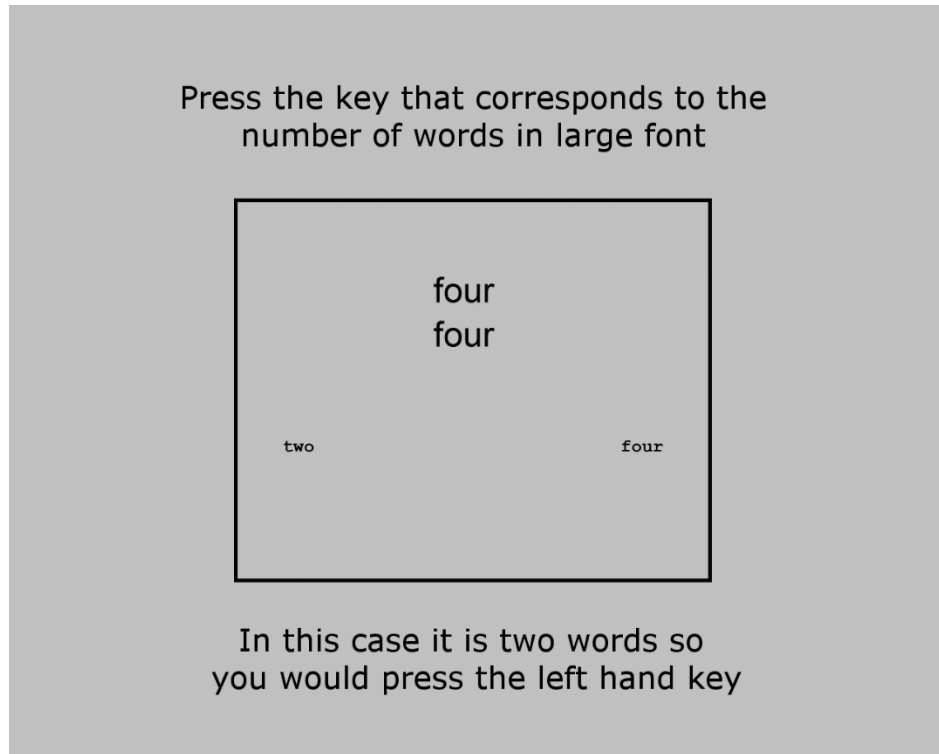 Press the key that corresponds to the
number of words in large font
four
four
two four
In this case it is two words so
you would press the left hand key